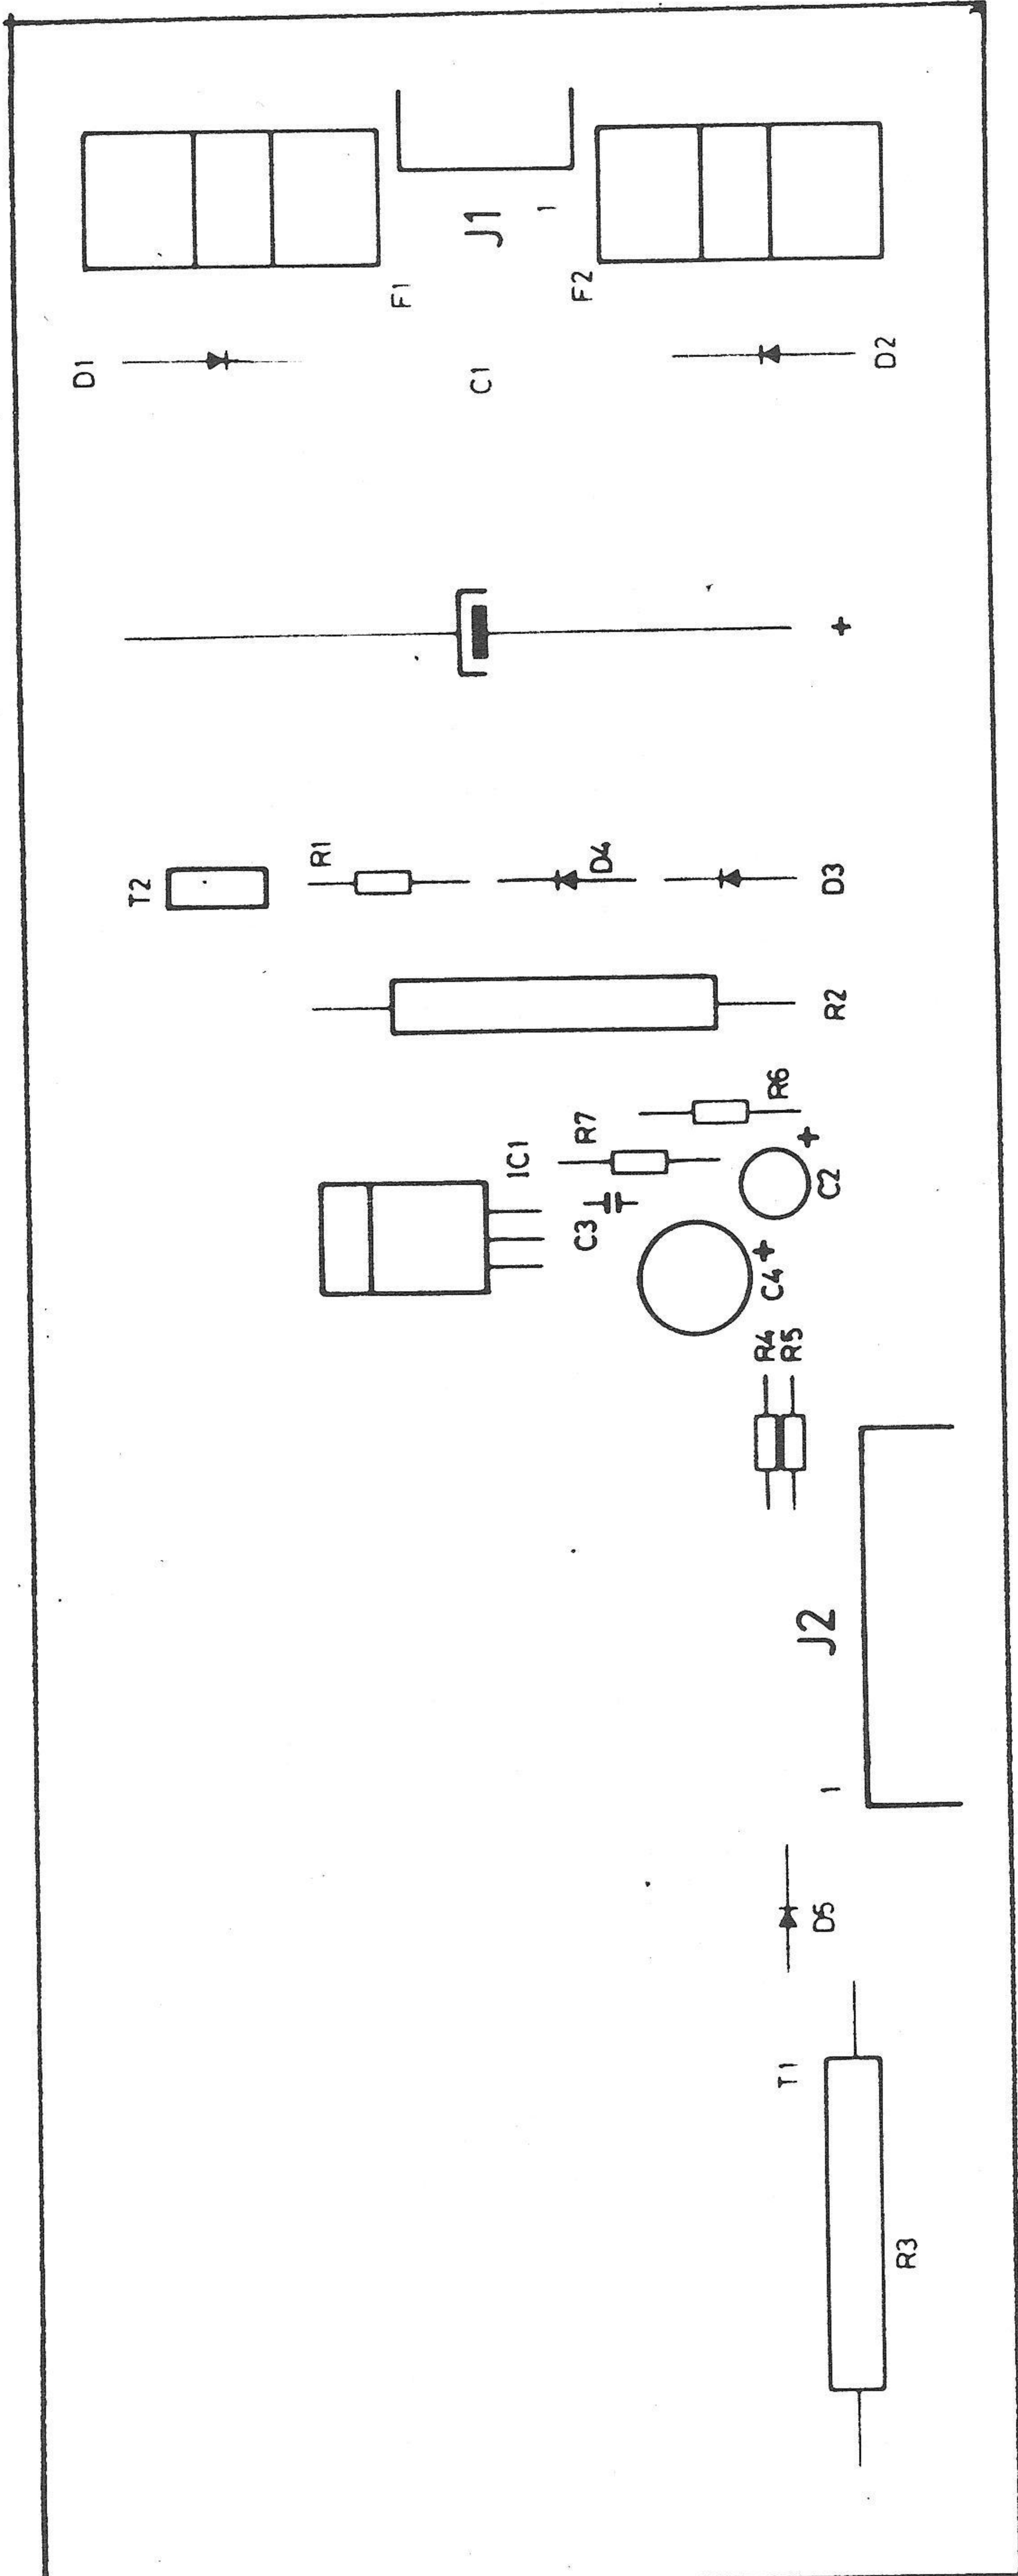 J1
1
F1
F2
D1
C1
D2
+
T2
R1
D4
D3
R2
R6
R7
IC1
+
C2
C3
+
C4
R4
R5
J2
1
D5
T1
R3